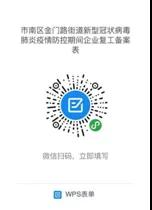 市南区金门路街道新型冠状病毒
肺炎疫情防控期间企业复工备案
表
微信扫码，立即填写
WPS表单